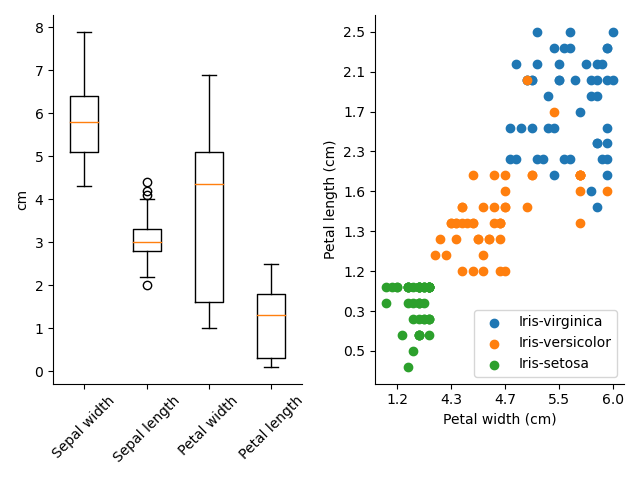 8
7
6
5
4
3
2
1
0
cm
Sepal width
Sepal length
Petal width
Petal length
2.5
2.1
1.7
2.3
1.6
1.3
1.2
0.3
0.5
Petal length (cm)
Iris-virginica
Iris-versicolor
Iris-setosa
1.2 4.3 4.7 5.5 6.0
Petal width (cm)